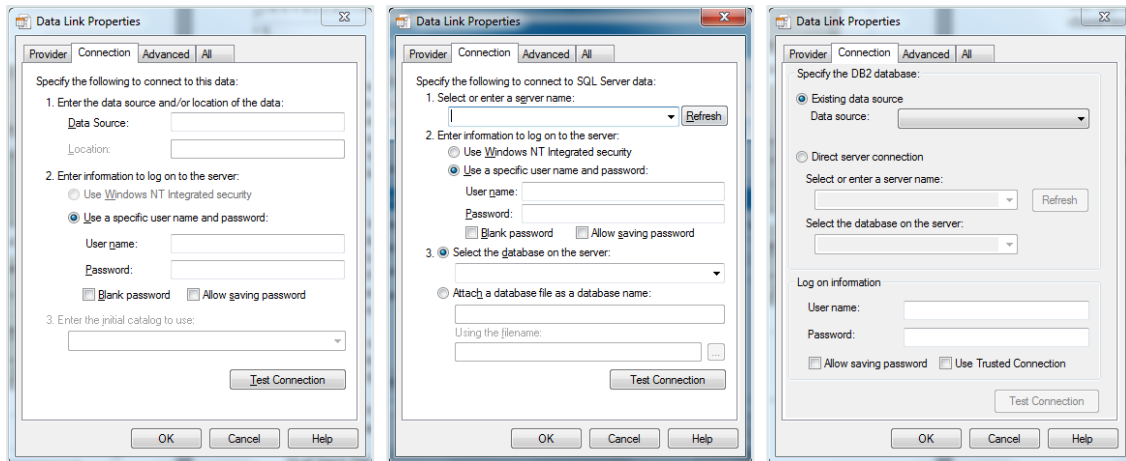 Data Link Properties
Provider Connection Advanced All
Specify the following to connect to this data:
1. Enter the data source and/or location of the data:
Data Source:
Location:
2. Enter information to log on to the server:
Use Windows NT Integrated security
Use a specific user name and password:
User name:
Password:
Blank password Allow saving password
3. Enter the initial catalog to use:
Test Connection
OK Cancel Help
Data Link Properties
Provider Connection Advanced All
Specify the following to connect to SQL Server data:
1. Select or enter a server name:
Refresh
2. Enter information to log on to the server:
Use Windows NT Integrated security
Use a specific user name and password:
User name:
Password:
Blank password Allow saving password
3. Select the database on the server:
Attach a database file as a database name:
Using the filename:
...
Test Connection
OK Cancel Help
Data Link Properties
Provider Connection Advanced All
Specify the DB2 database:
Existing data source
Data source:
Direct server connection
Select or enter a server name:
Refresh
Select the database on the server:
Log on information
User name:
Password:
Allow saving password Use Trusted Connection
Test Connection
OK Cancel Help